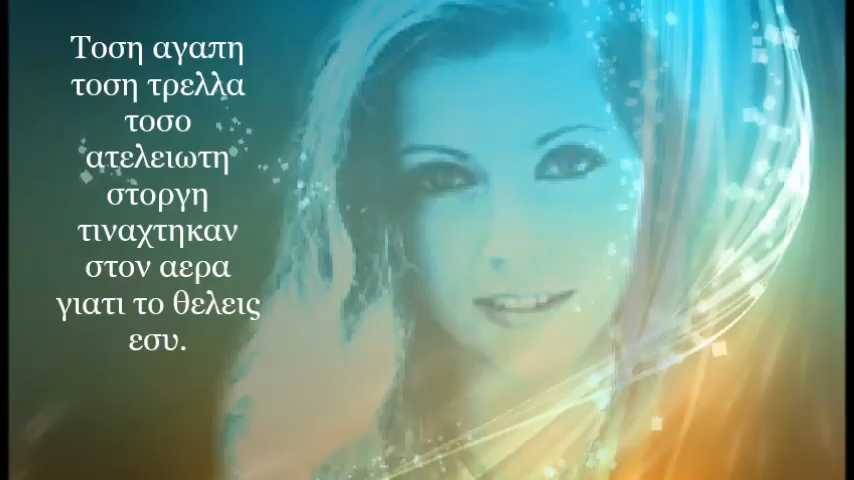 Τοση αγαπη
τοση τρελλα
τοσο
ατελειωτη
στοργη
τιναχτηκαν
στον αερα
γιατι το θελεις
εσυ.